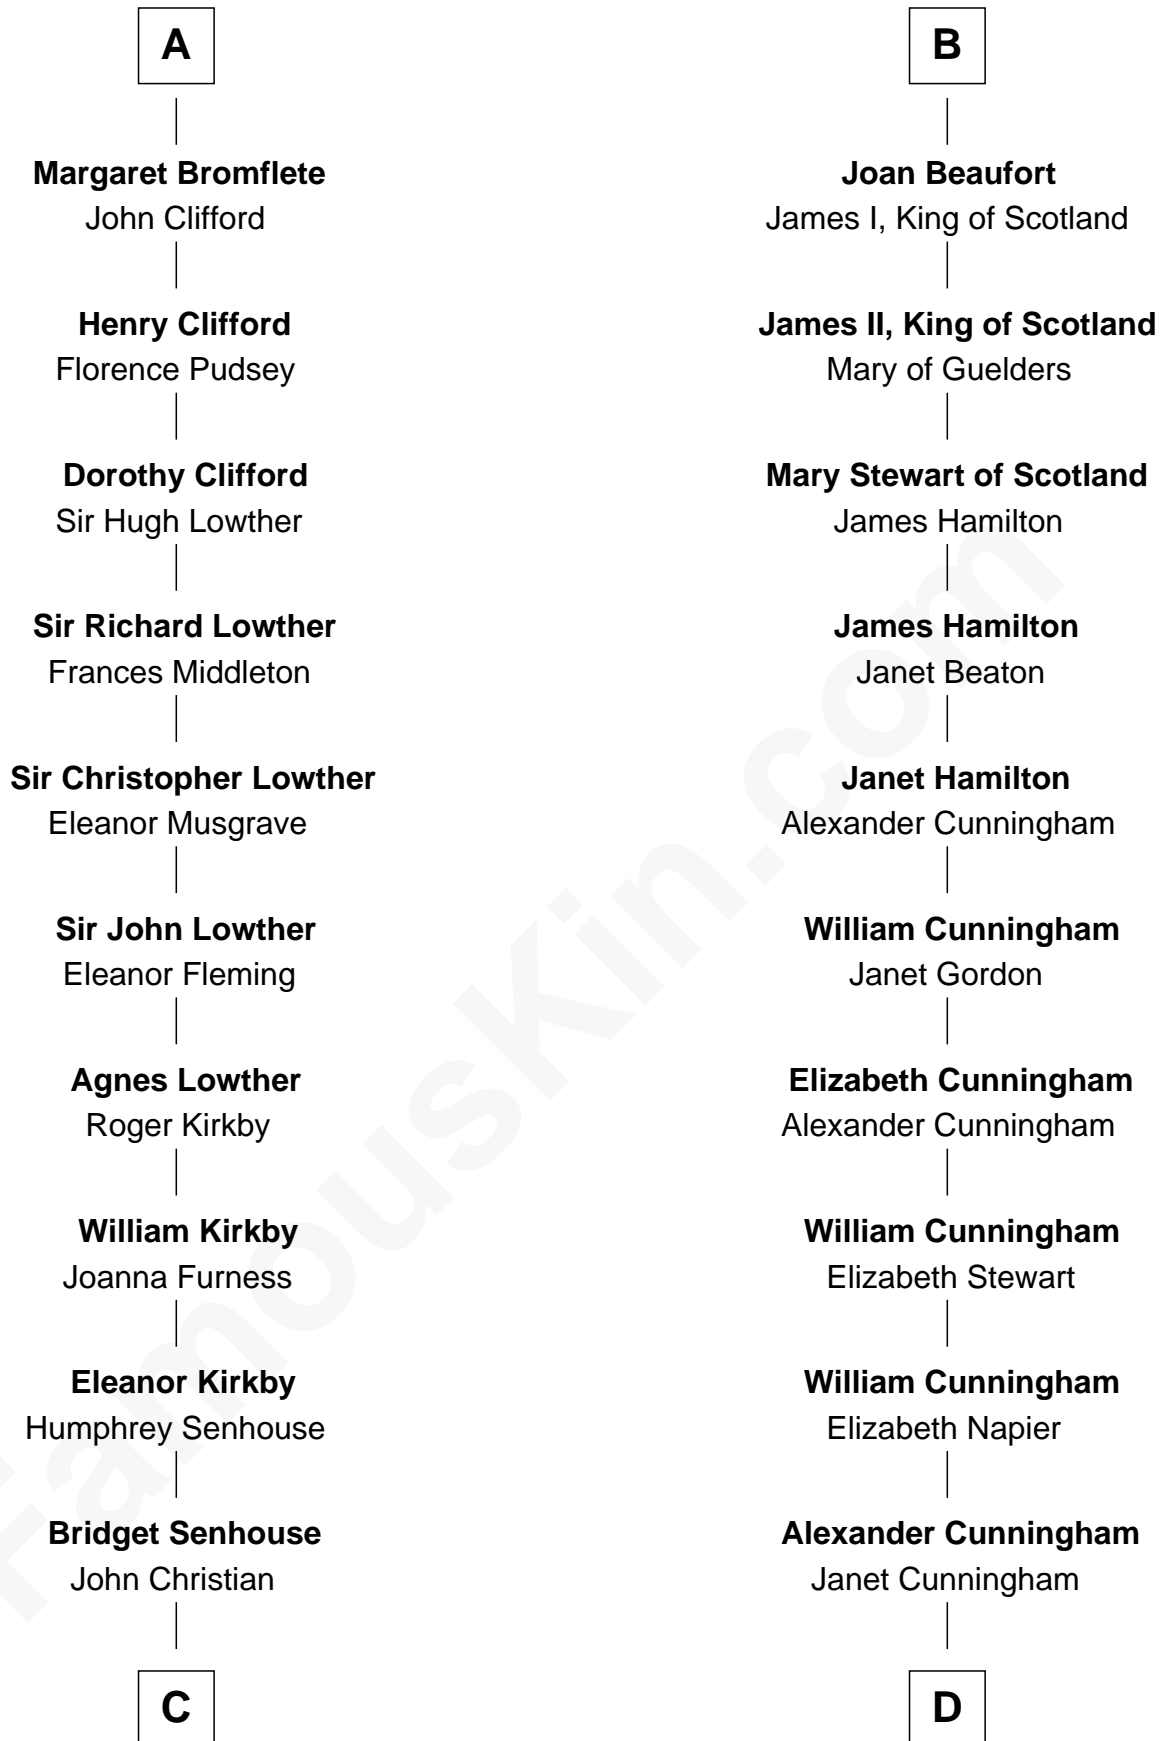 A
Margaret Bromflete
John Clifford
Henry Clifford
Florence Pudsey
Dorothy Clifford
Sir Hugh Lowther
Sir Richard Lowther
Frances Middleton
Sir Christopher Lowther
Eleanor Musgrave
Sir John Lowther
Eleanor Fleming
Agnes Lowther
Roger Kirkby
William Kirkby
Joanna Furness
Eleanor Kirkby
Humphrey Senhouse
Bridget Senhouse
John Christian
C
B
Joan Beaufort
James I, King of Scotland
James II, King of Scotland
Mary of Guelders
Mary Stewart of Scotland
James Hamilton
James Hamilton
Janet Beaton
Janet Hamilton
Alexander Cunningham
William Cunningham
Janet Gordon
Elizabeth Cunningham
Alexander Cunningham
William Cunningham
Elizabeth Stewart
William Cunningham
Elizabeth Napier
Alexander Cunningham
Janet Cunningham
D
FamousKin.com